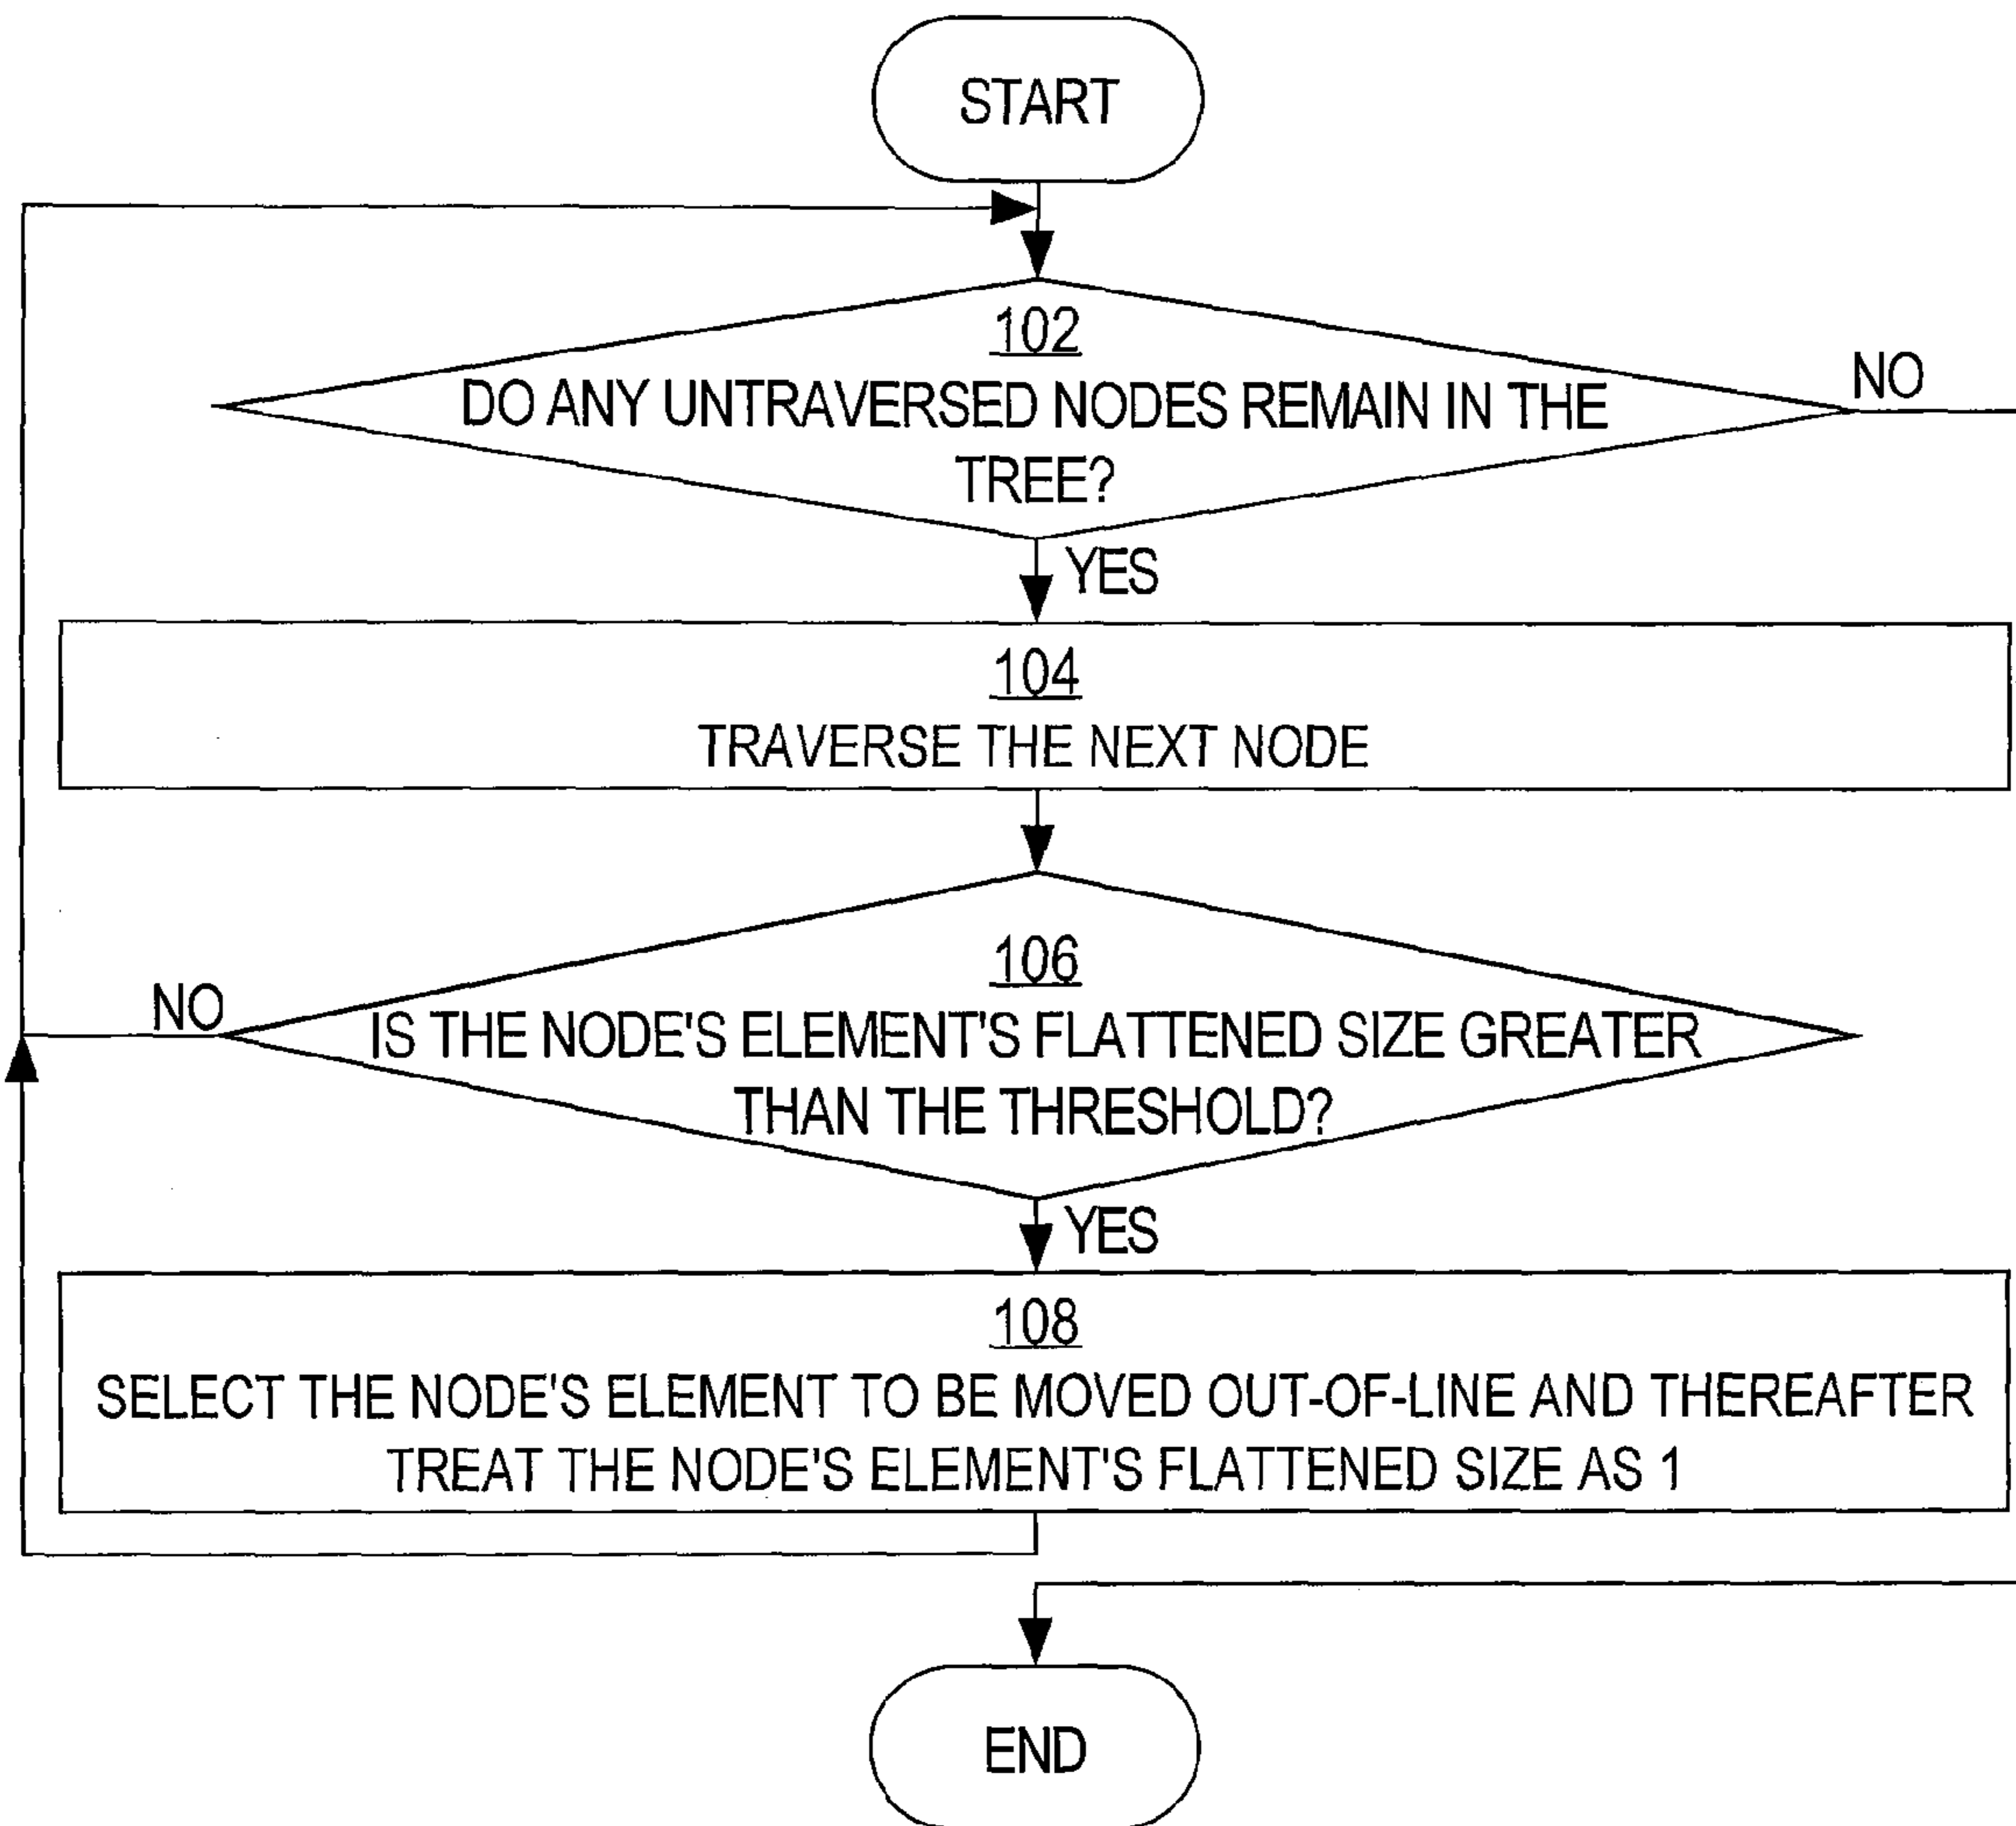 START
102
DO ANY UNTRAVERSED NODES REMAIN IN THE
TREE?
NO
YES
104
TRAVERSE THE NEXT NODE
106
IS THE NODE'S ELEMENT'S FLATTENED SIZE GREATER
THAN THE THRESHOLD?
NO
YES
108
SELECT THE NODE'S ELEMENT TO BE MOVED OUT-OF-LINE AND THEREAFTER
TREAT THE NODE'S ELEMENT'S FLATTENED SIZE AS 1
END